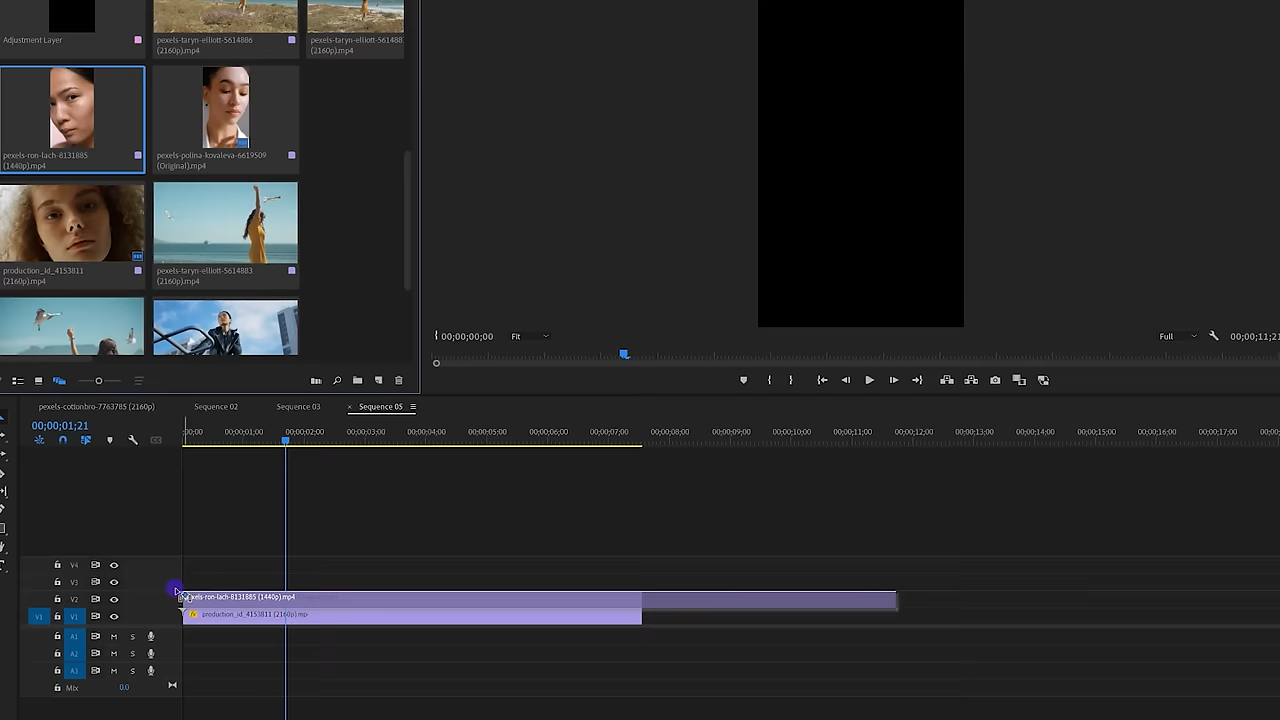 Adjustment Layer
pexels-taryn-elliott-5614886
(2160p).mp4
pexels-taryn-elliott-561488
(2160p).mp4
pexels-ron-lach-8131885
(1440p).mp4
pexels-polina-kovaleva-6619509
(Original).mp4
production_id_4153811
(2160p).mp4
pexels-taryn-elliott-5614883
(2160p).mp4
00;00;00;00
Fit
Full
00;00;11;21
pexels-cottonbro-7763785 (2160p)
Sequence 02
Sequence 03
× Sequence 05
00;00;01;21
:00;00
00;00;01;00
00;00;02;00
00;00;03;00
00;00;04;00
00;00;05;00
00;00;06;00
00;00;07;00
00;00;08;00
00;00;09;00
00;00;10;00
00;00;11;00
00;00;12;00
00;00;13;00
00;00;14;00
00;00;15;00
00;00;16;00
00;00;17;00
00;00;
V4
V3
V2
V1 V1
A1 M S
A2 M S
A3 M S
Mix 0.0
exels-ron-lach-8131885 (1440p).mp4
fx production_id_4153811 (2160p).mp